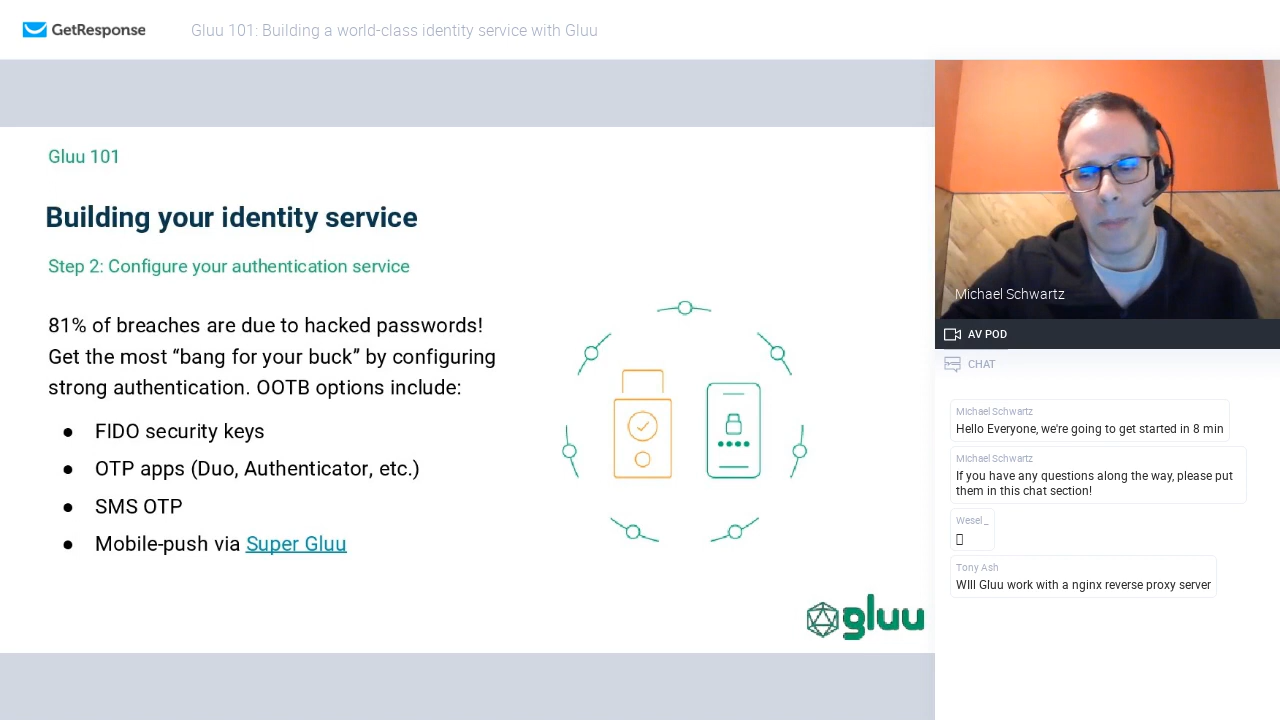 GetResponse
Gluu 101: Building a world-class identity service with Gluu
Gluu 101
Building your identity service
Step 2: Configure your authentication service
81% of breaches are due to hacked passwords!
Get the most “bang for your buck” by configuring
strong authentication. OOTB options include:
● FIDO security keys
● OTP apps (Duo, Authenticator, etc.)
● SMS OTP
● Mobile-push via Super Gluu
gluu
Michael Schwartz
AV POD
CHAT
Michael Schwartz
Hello Everyone, we're going to get started in 8 min
Michael Schwartz
If you have any questions along the way, please put
them in this chat section!
Wesel _
Tony Ash
WIll Gluu work with a nginx reverse proxy server